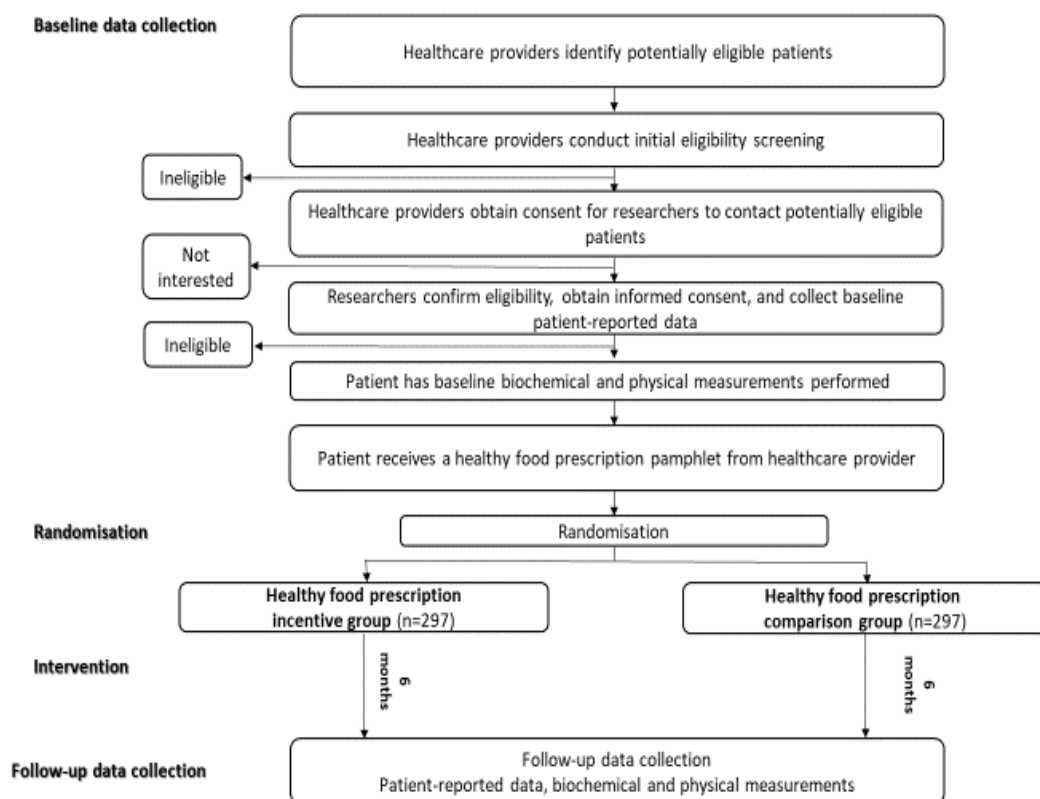 Baseline data collection
Healthcare providers identify potentially eligible patients
Healthcare providers conduct initial eligibility screening
Ineligible
Healthcare providers obtain consent for researchers to contact potentially eligible
patients
Not
interested
Researchers confirm eligibility, obtain informed consent, and collect baseline
patient-reported data
Ineligible
Patient has baseline biochemical and physical measurements performed
Patient receives a healthy food prescription pamphlet from healthcare provider
Randomisation
Randomisation
Healthy food prescription
incentive group (n=297)
Healthy food prescription
comparison group (n=297)
Intervention
6
months
6
months
Follow-up data collection
Follow-up data collection
Patient-reported data, biochemical and physical measurements